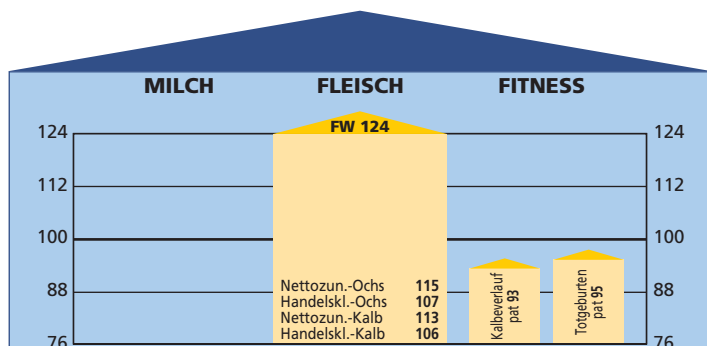 MILCH FLEISCH FITNESS
FW 124
124 124
112 112
100 100
88 88
76 76
Nettozun.-Ochs 115
Handelskl.-Ochs 107
Nettozun.-Kalb 113
Handelskl.-Kalb 106
Kalbeverlauf
pat 93
Totgeburten
pat 95